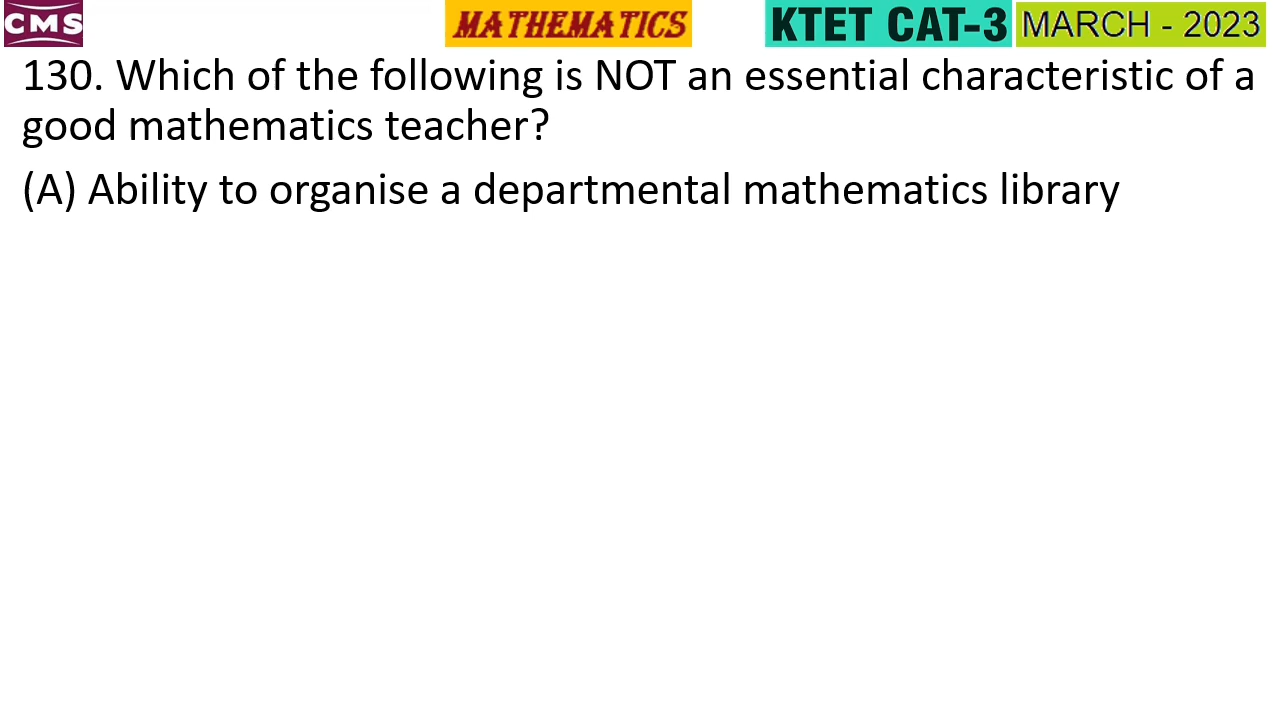 CMS
MATHEMATICS
KTET CAT-3
MARCH - 2023
130. Which of the following is NOT an essential characteristic of a
good mathematics teacher?
(A) Ability to organise a departmental mathematics library